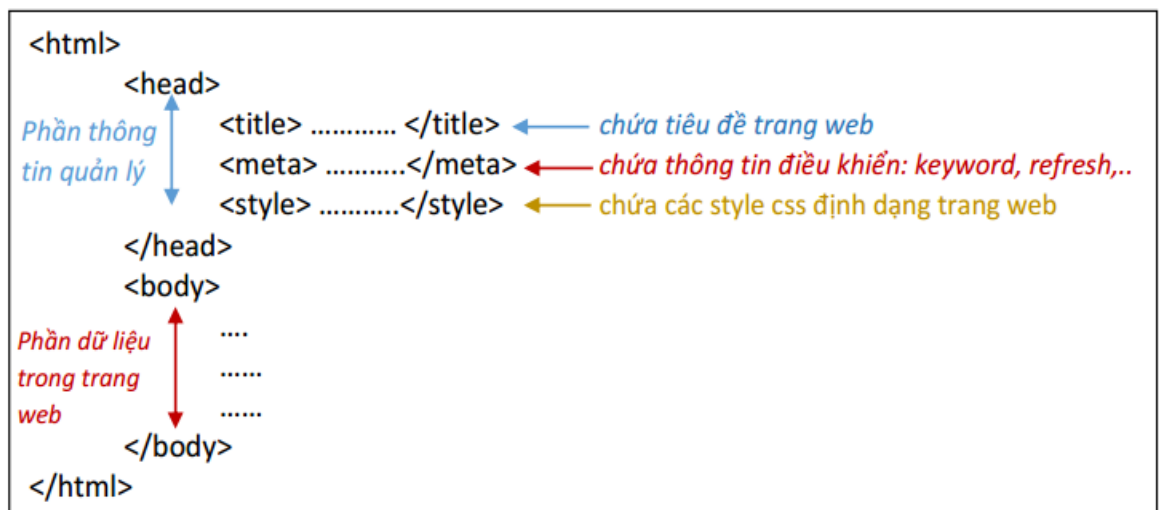 <html>
<head>
Phần thông tin quản lý
<title> ………… </title> chứa tiêu đề trang web
<meta> ………..</meta> chứa thông tin điều khiển: keyword, refresh,..
<style> ………..</style> chứa các style css định dạng trang web
</head>
<body>
Phần dữ liệu trong trang web
….
……
……
</body>
</html>